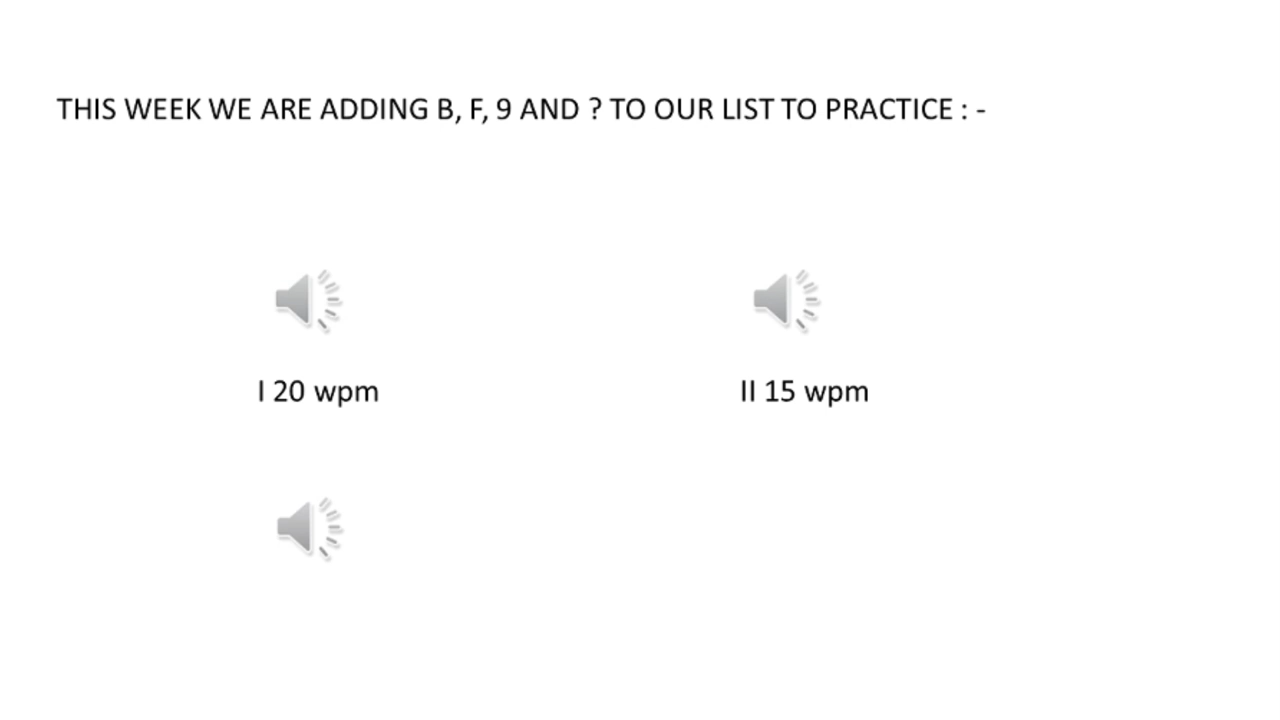 THIS WEEK WE ARE ADDING B, F, 9 AND ? TO OUR LIST TO PRACTICE : -
I 20 wpm
II 15 wpm